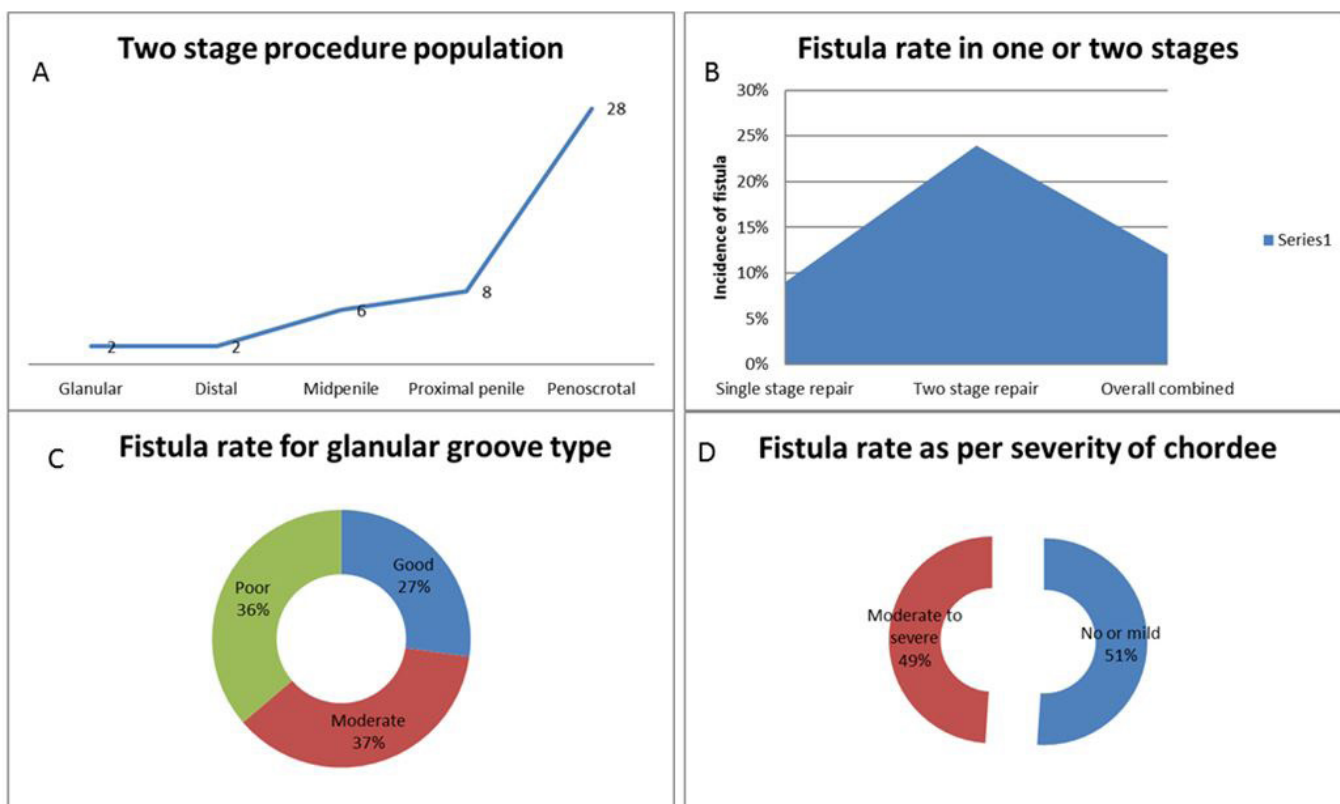 Two stage procedure population
A
28
8
6
2
2
Glanular Distal Midpenile Proximal penile Penoscrotal
Fistula rate in one or two stages
B
30%
25%
20%
15%
10%
5%
0%
Incidence of fistula
Series1
Single stage repair Two stage repair Overall combined
Fistula rate for glanular groove type
C
Good
27%
Poor
36%
Moderate
37%
Fistula rate as per severity of chordee
D
Moderate to
severe
49%
No or mild
51%